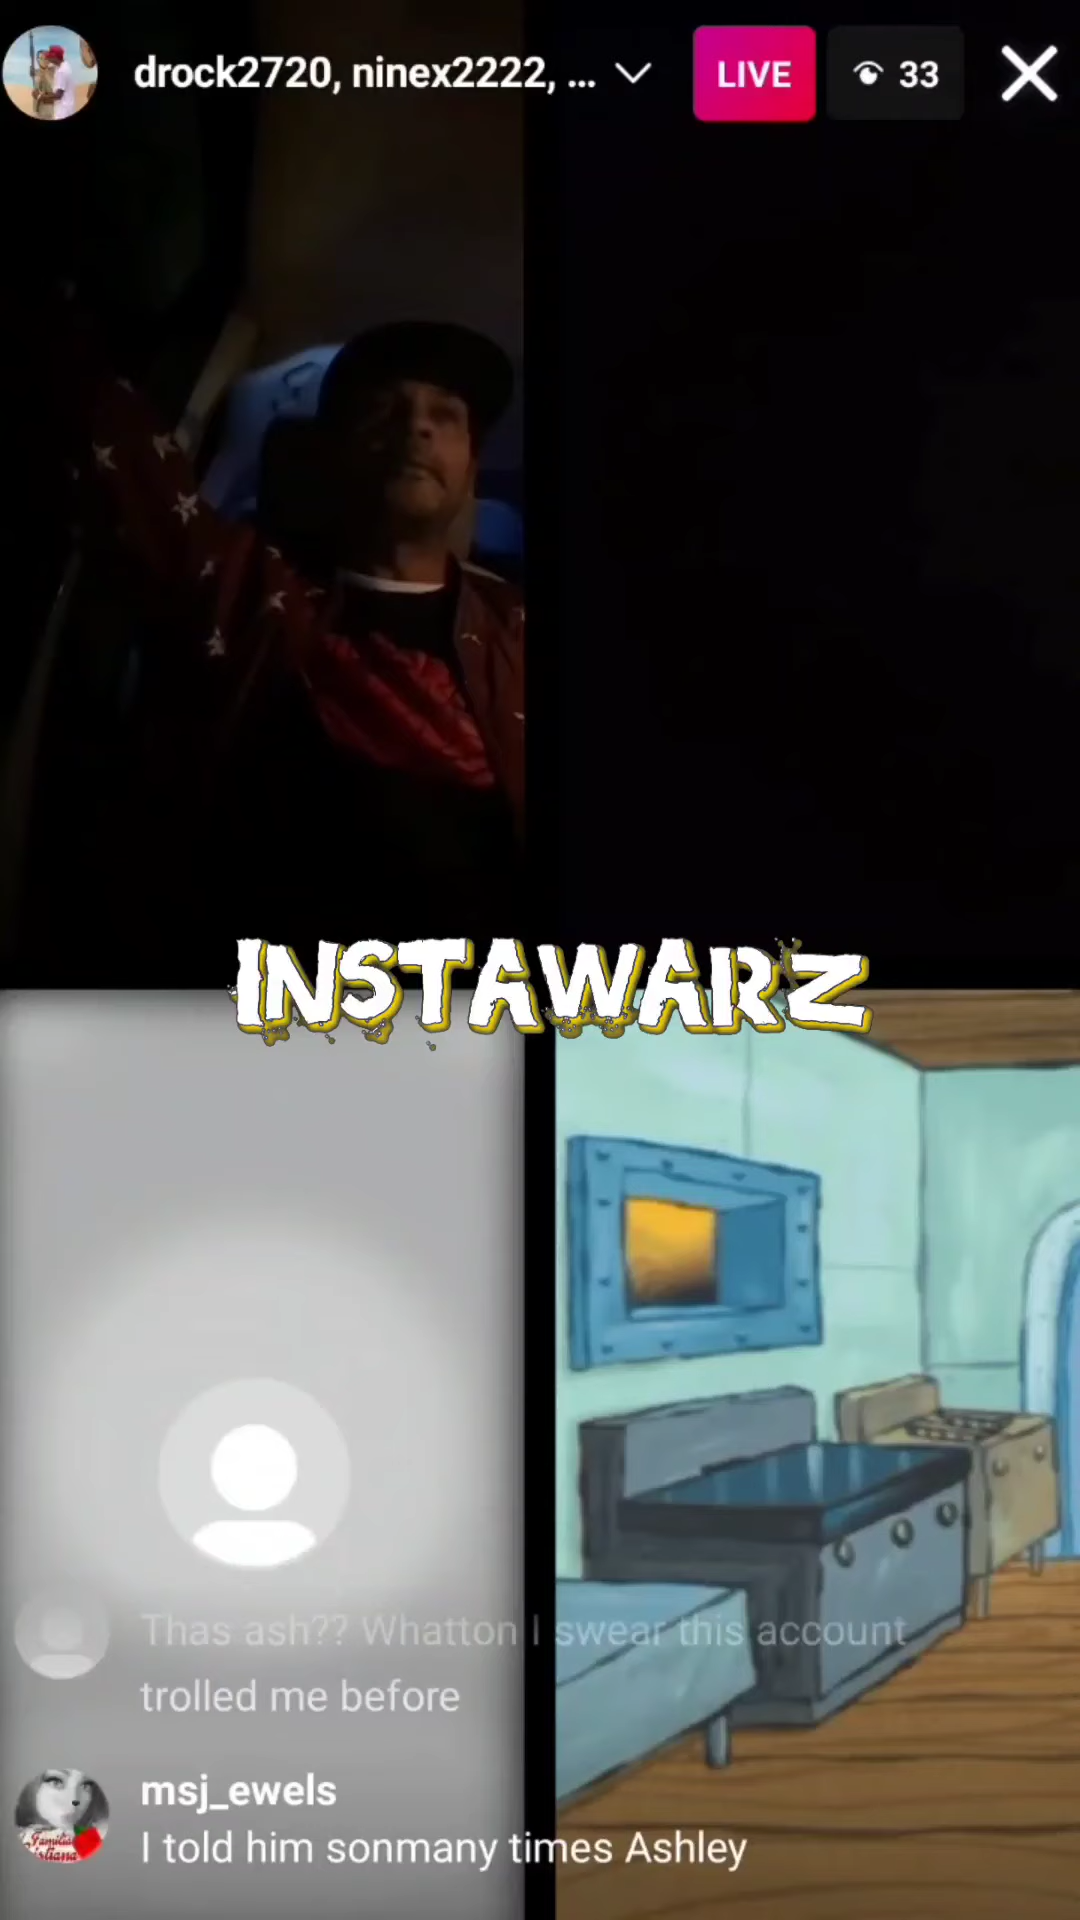 drock2720, ninex2222, ...
LIVE
33
INSTAWARZ
Thas ash?? Whatton I swear this account
trolled me before
msj_ewels
I told him sonmany times Ashley